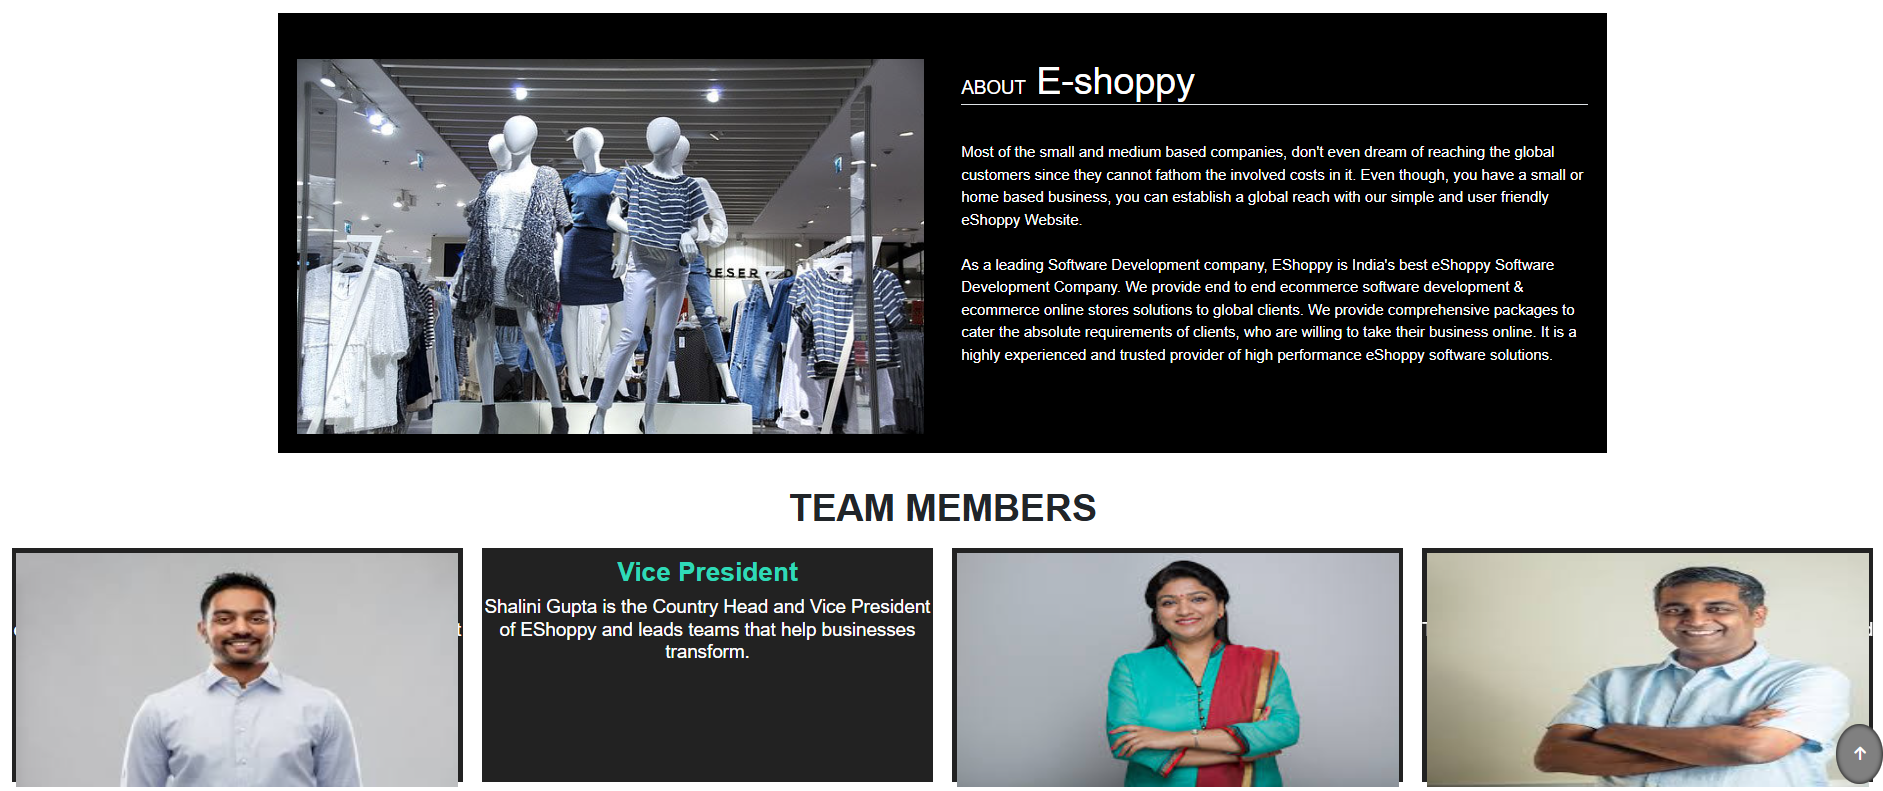 ABOUT E-shoppy
Most of the small and medium based companies, don't even dream of reaching the global
customers since they cannot fathom the involved costs in it. Even though, you have a small or
home based business, you can establish a global reach with our simple and user friendly
eShoppy Website.
As a leading Software Development company, EShoppy is India's best eShoppy Software
Development Company. We provide end to end ecommerce software development &
ecommerce online stores solutions to global clients. We provide comprehensive packages to
cater the absolute requirements of clients, who are willing to take their business online. It is a
highly experienced and trusted provider of high performance eShoppy software solutions.
TEAM MEMBERS
Vice President
Shalini Gupta is the Country Head and Vice President
of EShoppy and leads teams that help businesses
transform.